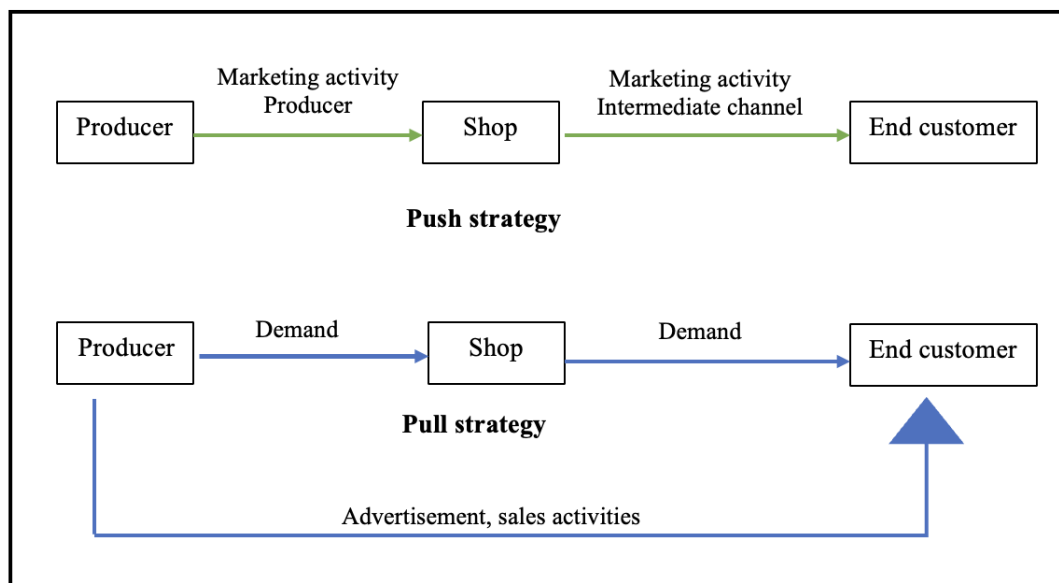 Marketing activity
Producer
Marketing activity
Intermediate channel
Producer
Shop
End customer
Push strategy
Demand
Demand
Producer
Shop
End customer
Pull strategy
Advertisement, sales activities